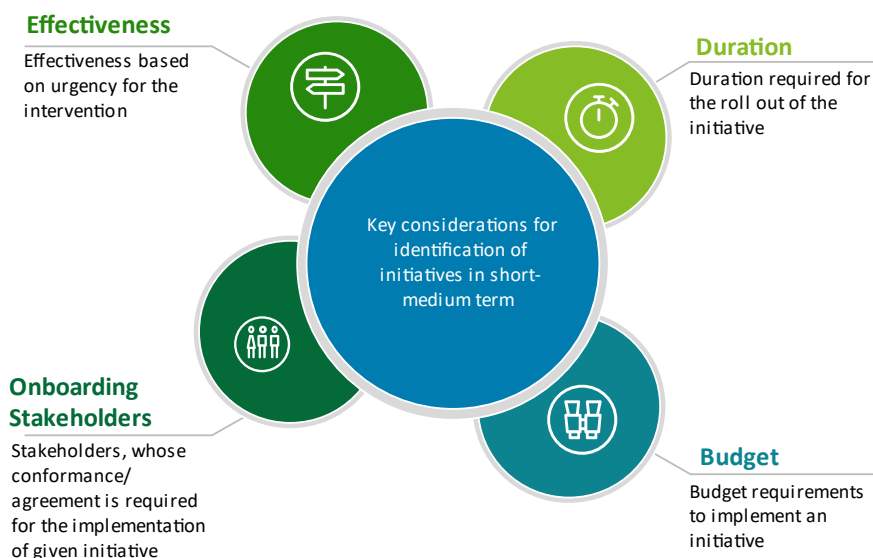 Effectiveness
Effectiveness based
on urgency for the
intervention
Duration
Duration required for
the roll out of the
initiative
Key considerations for
identification of
initiatives in short-
medium term
Onboarding
Stakeholders
Stakeholders, whose
conformance/
agreement is required
for the implementation
of given initiative
Budget
Budget requirements
to implement an
initiative